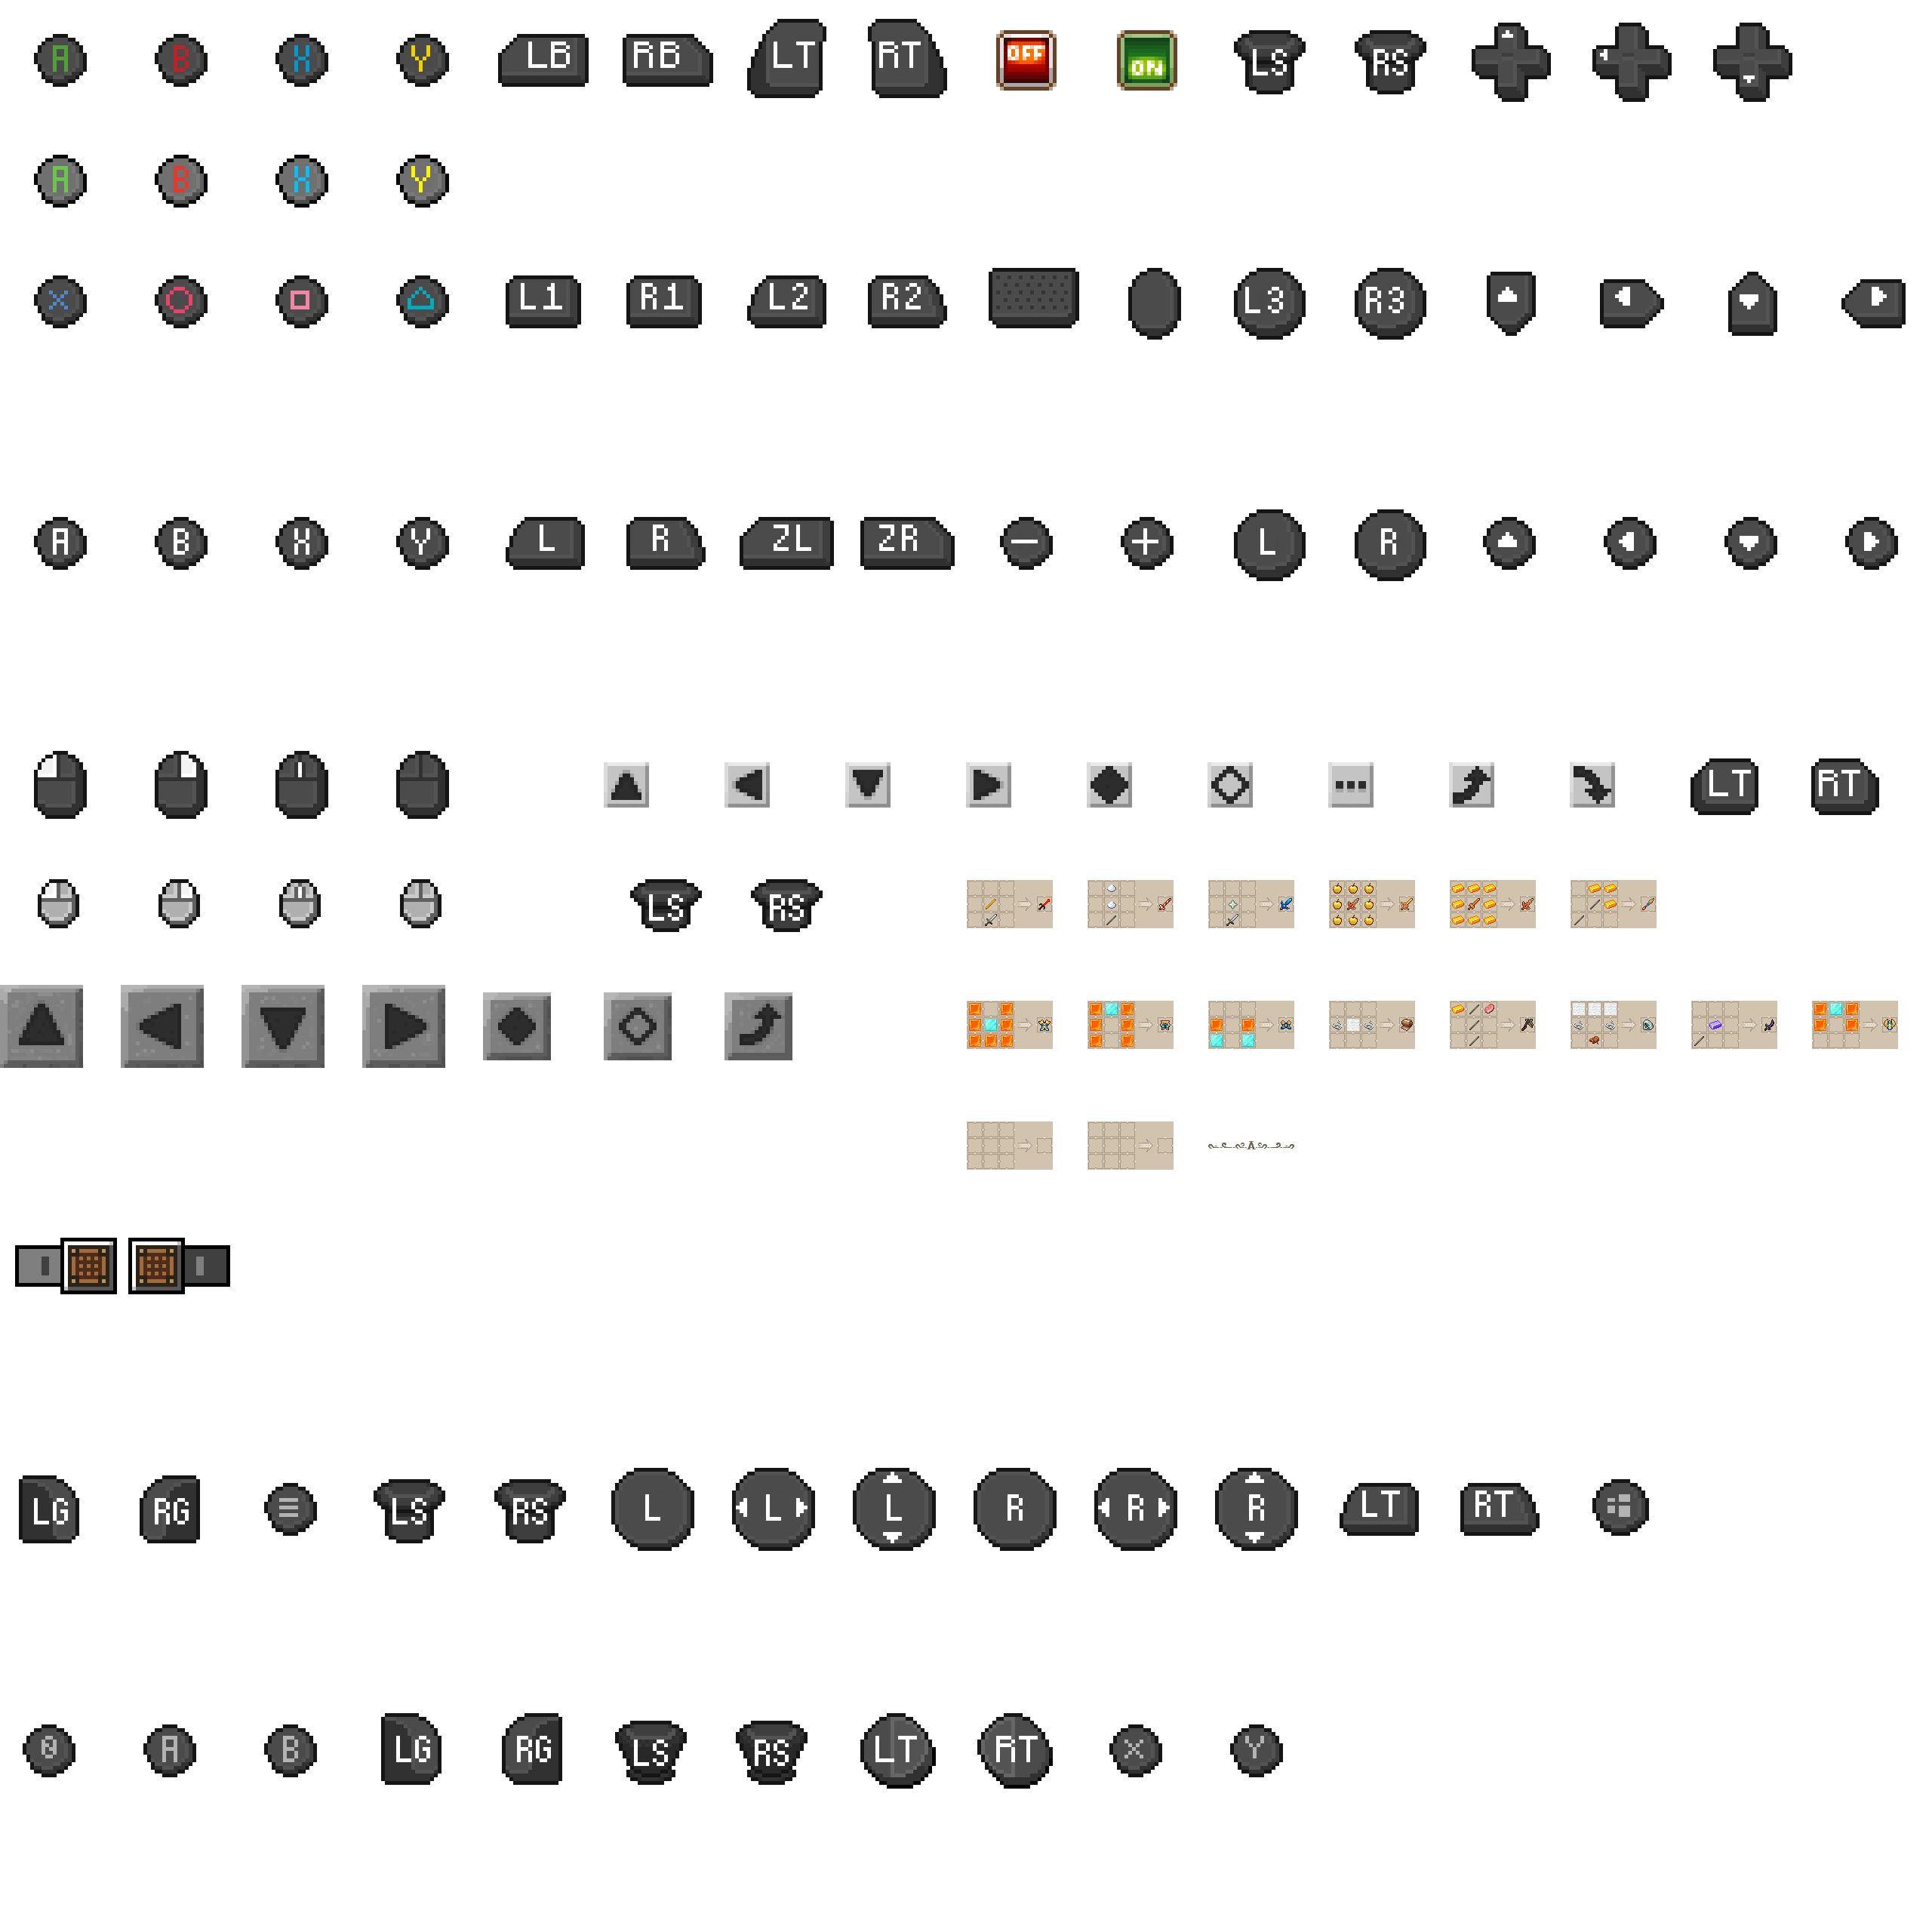 A B X Y LB RB LT RT OFF ON LS RS
A B X Y
L1 R1 L2 R2 L3 R3
A B X Y L R ZL ZR − + L R
LT RT
LS RS
A
LG RG LS RS L L L R R R LT RT
0 A B LG RG LS RS LT RT X Y